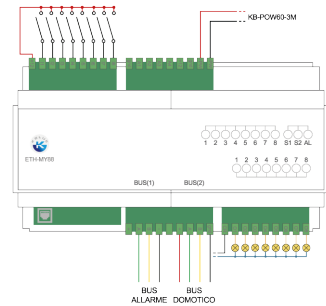 KB-POW60-3M
1 2 3 4 5 6 7 8 S1 S2 AL
1 2 3 4 5 6 7 8
ETH-MY98
BUS(1) BUS(2)
BUS ALLARME
BUS DOMOTICO